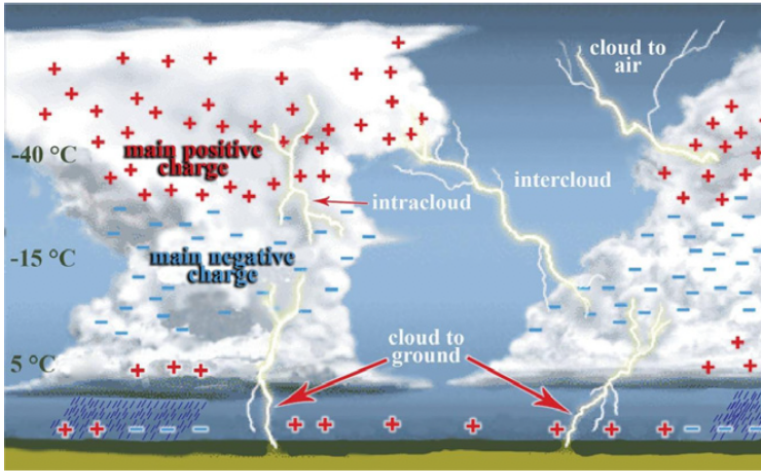 cloud to
air
-40 °C
main positive
charge
intracloud
intercloud
-15 °C
main negative
charge
cloud to
ground
5 °C